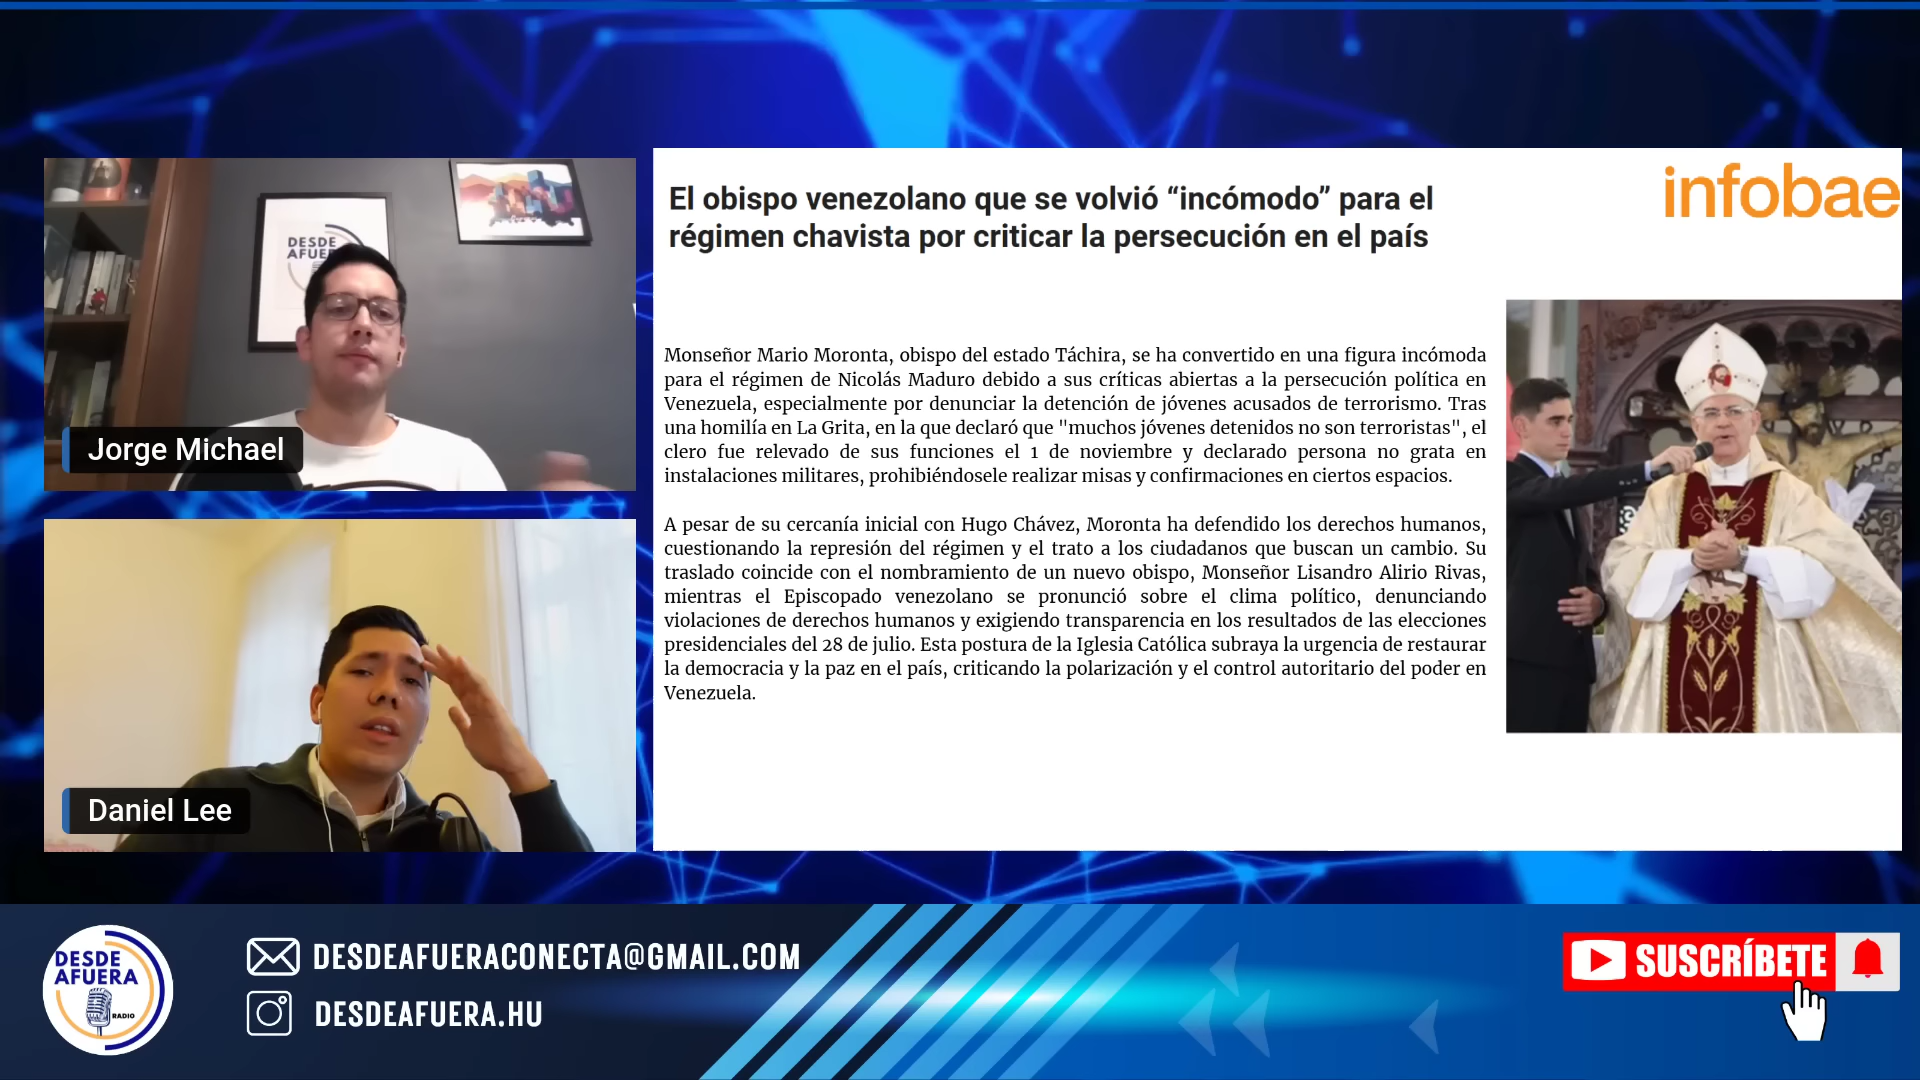 DESDE
AFUERA
Jorge Michael
Daniel Lee
El obispo venezolano que se volvió “incómodo” para el
régimen chavista por criticar la persecución en el país
infobae
Monseñor Mario Moronta, obispo del estado Táchira, se ha convertido en una figura incómoda
para el régimen de Nicolás Maduro debido a sus críticas abiertas a la persecución política en
Venezuela, especialmente por denunciar la detención de jóvenes acusados de terrorismo. Tras
una homilía en La Grita, en la que declaró que "muchos jóvenes detenidos no son terroristas", el
clero fue relevado de sus funciones el 1 de noviembre y declarado persona no grata en
instalaciones militares, prohibiéndosele realizar misas y confirmaciones en ciertos espacios.
A pesar de su cercanía inicial con Hugo Chávez, Moronta ha defendido los derechos humanos,
cuestionando la represión del régimen y el trato a los ciudadanos que buscan un cambio. Su
traslado coincide con el nombramiento de un nuevo obispo, Monseñor Lisandro Alirio Rivas,
mientras el Episcopado venezolano se pronunció sobre el clima político, denunciando
violaciones de derechos humanos y exigiendo transparencia en los resultados de las elecciones
presidenciales del 28 de julio. Esta postura de la Iglesia Católica subraya la urgencia de restaurar
la democracia y la paz en el país, criticando la polarización y el control autoritario del poder en
Venezuela.
DESDE
AFUERA
RADIO
DESDEAFUERACONECTA@GMAIL.COM
DESDEAFUERA.HU
SUSCRÍBETE